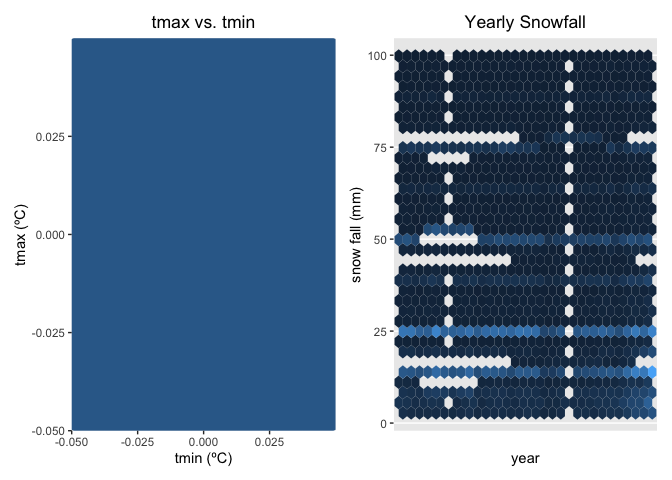 tmax vs. tmin
tmax (ºC)
0.025
0.000
-0.025
-0.050
-0.050 -0.025 0.000 0.025
tmin (ºC)
Yearly Snowfall
snow fall (mm)
100
75
50
25
0
year